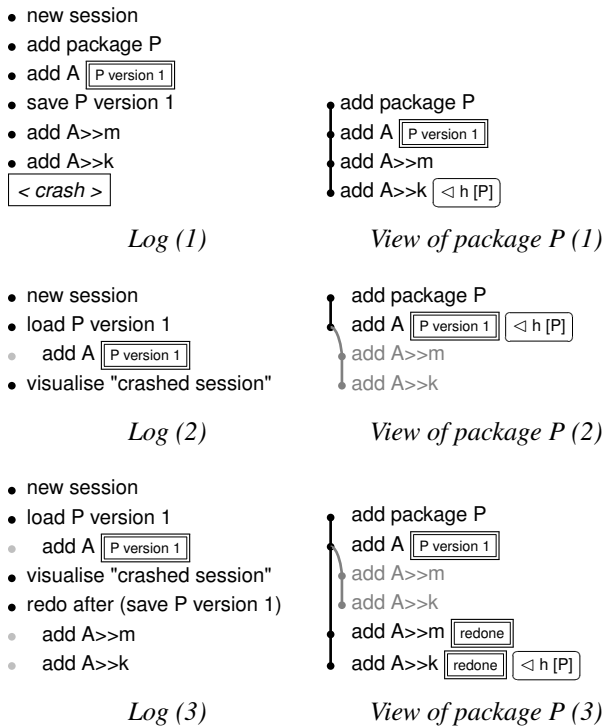 new session
add package P
add A P version 1
save P version 1
add A>>m
add A>>k
< crash >
add package P
add A P version 1
add A>>m
add A>>k ◁ h [P]
Log (1)
View of package P (1)
new session
load P version 1
add A P version 1
visualise "crashed session"
add package P
add A P version 1 ◁ h [P]
add A>>m
add A>>k
Log (2)
View of package P (2)
new session
load P version 1
add A P version 1
visualise "crashed session"
redo after (save P version 1)
add A>>m
add A>>k
add package P
add A P version 1
add A>>m
add A>>k
add A>>m redone
add A>>k redone ◁ h [P]
Log (3)
View of package P (3)